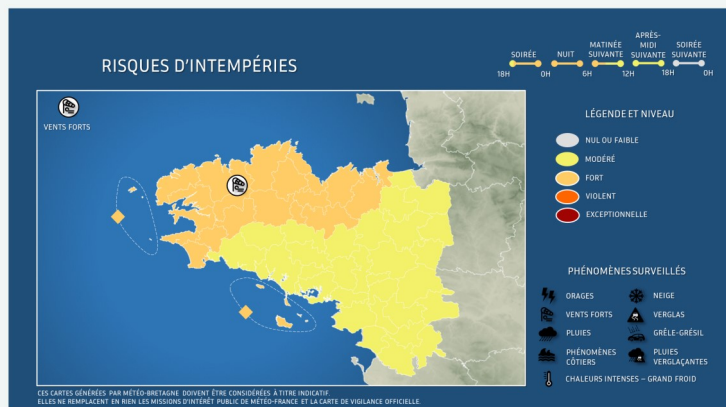 RISQUES D'INTEMPÉRIES
SOIRÉE
NUIT
MATINÉE
SUIVANTE
APRÈS-
MIDI
SUIVANTE
SOIRÉE
SUIVANTE
18H 0H 6H 12H 18H 0H
VENTS FORTS
LÉGENDE ET NIVEAU
NUL OU FAIBLE
MODÉRÉ
FORT
VIOLENT
EXCEPTIONNELLE
PHÉNOMÈNES SURVEILLÉS
ORAGES
NEIGE
VENTS FORTS
VERGLAS
PLUIES
GRÊLE-GRÉSIL
PHÉNOMÈNES
CÔTIERS
PLUIES
VERGLAÇANTES
CHALEURS INTENSES – GRAND FROID
CES CARTES GÉNÉRÉES PAR MÉTÉO-BRETAGNE DOIVENT ÊTRE CONSIDÉRÉES À TITRE INDICATIF.
ELLES NE REMPLACENT EN RIEN LES MISSIONS D'INTÉRÊT PUBLIC DE MÉTÉO-FRANCE ET LA CARTE DE VIGILANCE OFFICIELLE.